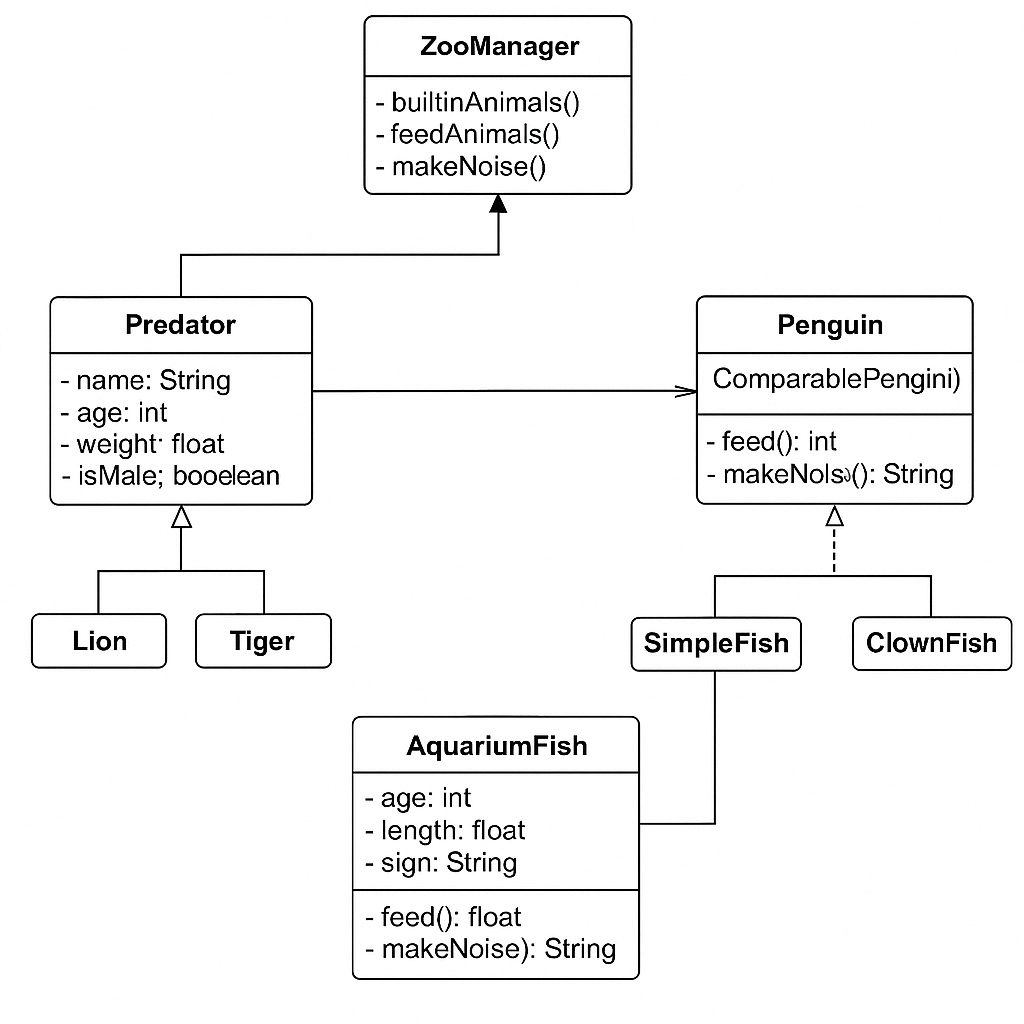 ZooManager
- builtinAnimals()
- feedAnimals()
- makeNoise()
Predator
- name: String
- age: int
- weight: float
- isMale; booelean
Penguin
ComparablePengini)
- feed(): int
- String
Lion
Tiger
SimpleFish
ClownFish
AquariumFish
- age: int
- length: float
- sign: String
- feed(): float
- makeNoise): String